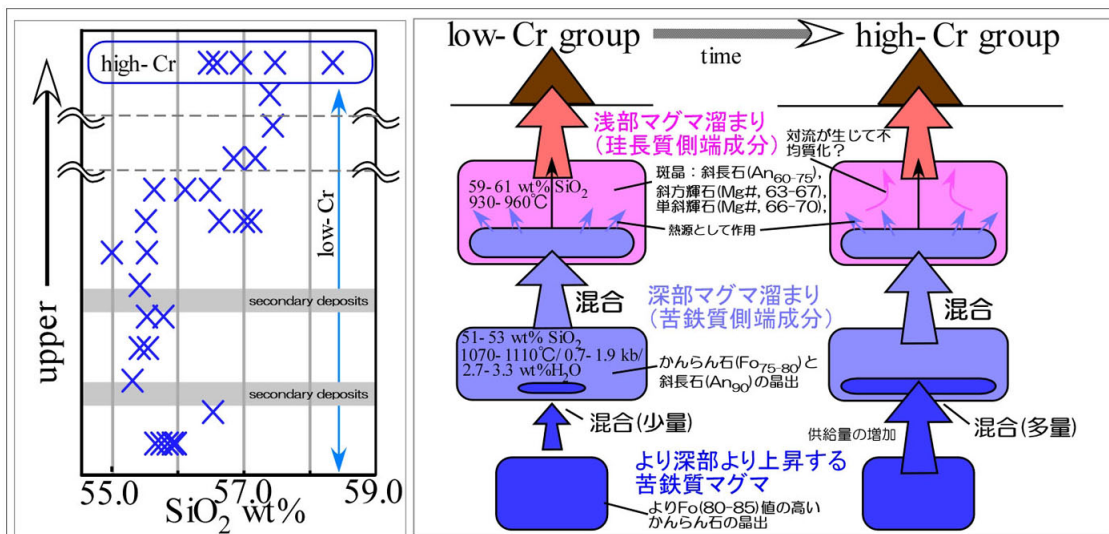 high-Cr
upper
low-Cr
secondary deposits
secondary deposits
55.0 57.0 59.0
SiO2 wt%
low-Cr group
time
high-Cr group
浅部マグマ溜まり
(珪長質側端成分)
59-61 wt% SiO2
930-960℃
斑晶：斜長石(An60-75),
斜方輝石(Mg#, 63-67),
単斜輝石(Mg#, 66-70),
熱源として作用
対流が生じて不
均質化？
混合
深部マグマ溜まり
(苦鉄質側端成分)
混合
51-53 wt% SiO2
1070-1110℃/0.7-1.9 kb/
2.7-3.3 wt%H2O
かんらん石(Fo75-80)と
斜長石(An90)の晶出
混合(少量)
供給量の増加
混合(多量)
より深部より上昇する
苦鉄質マグマ
よりFo(80-85)値の高い
かんらん石の晶出